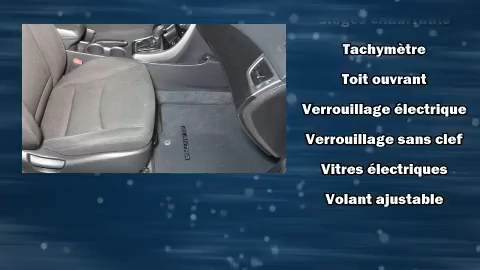 Tachymètre
Toit ouvrant
Verrouillage électrique
Verrouillage sans clef
Vitres électriques
Volant ajustable